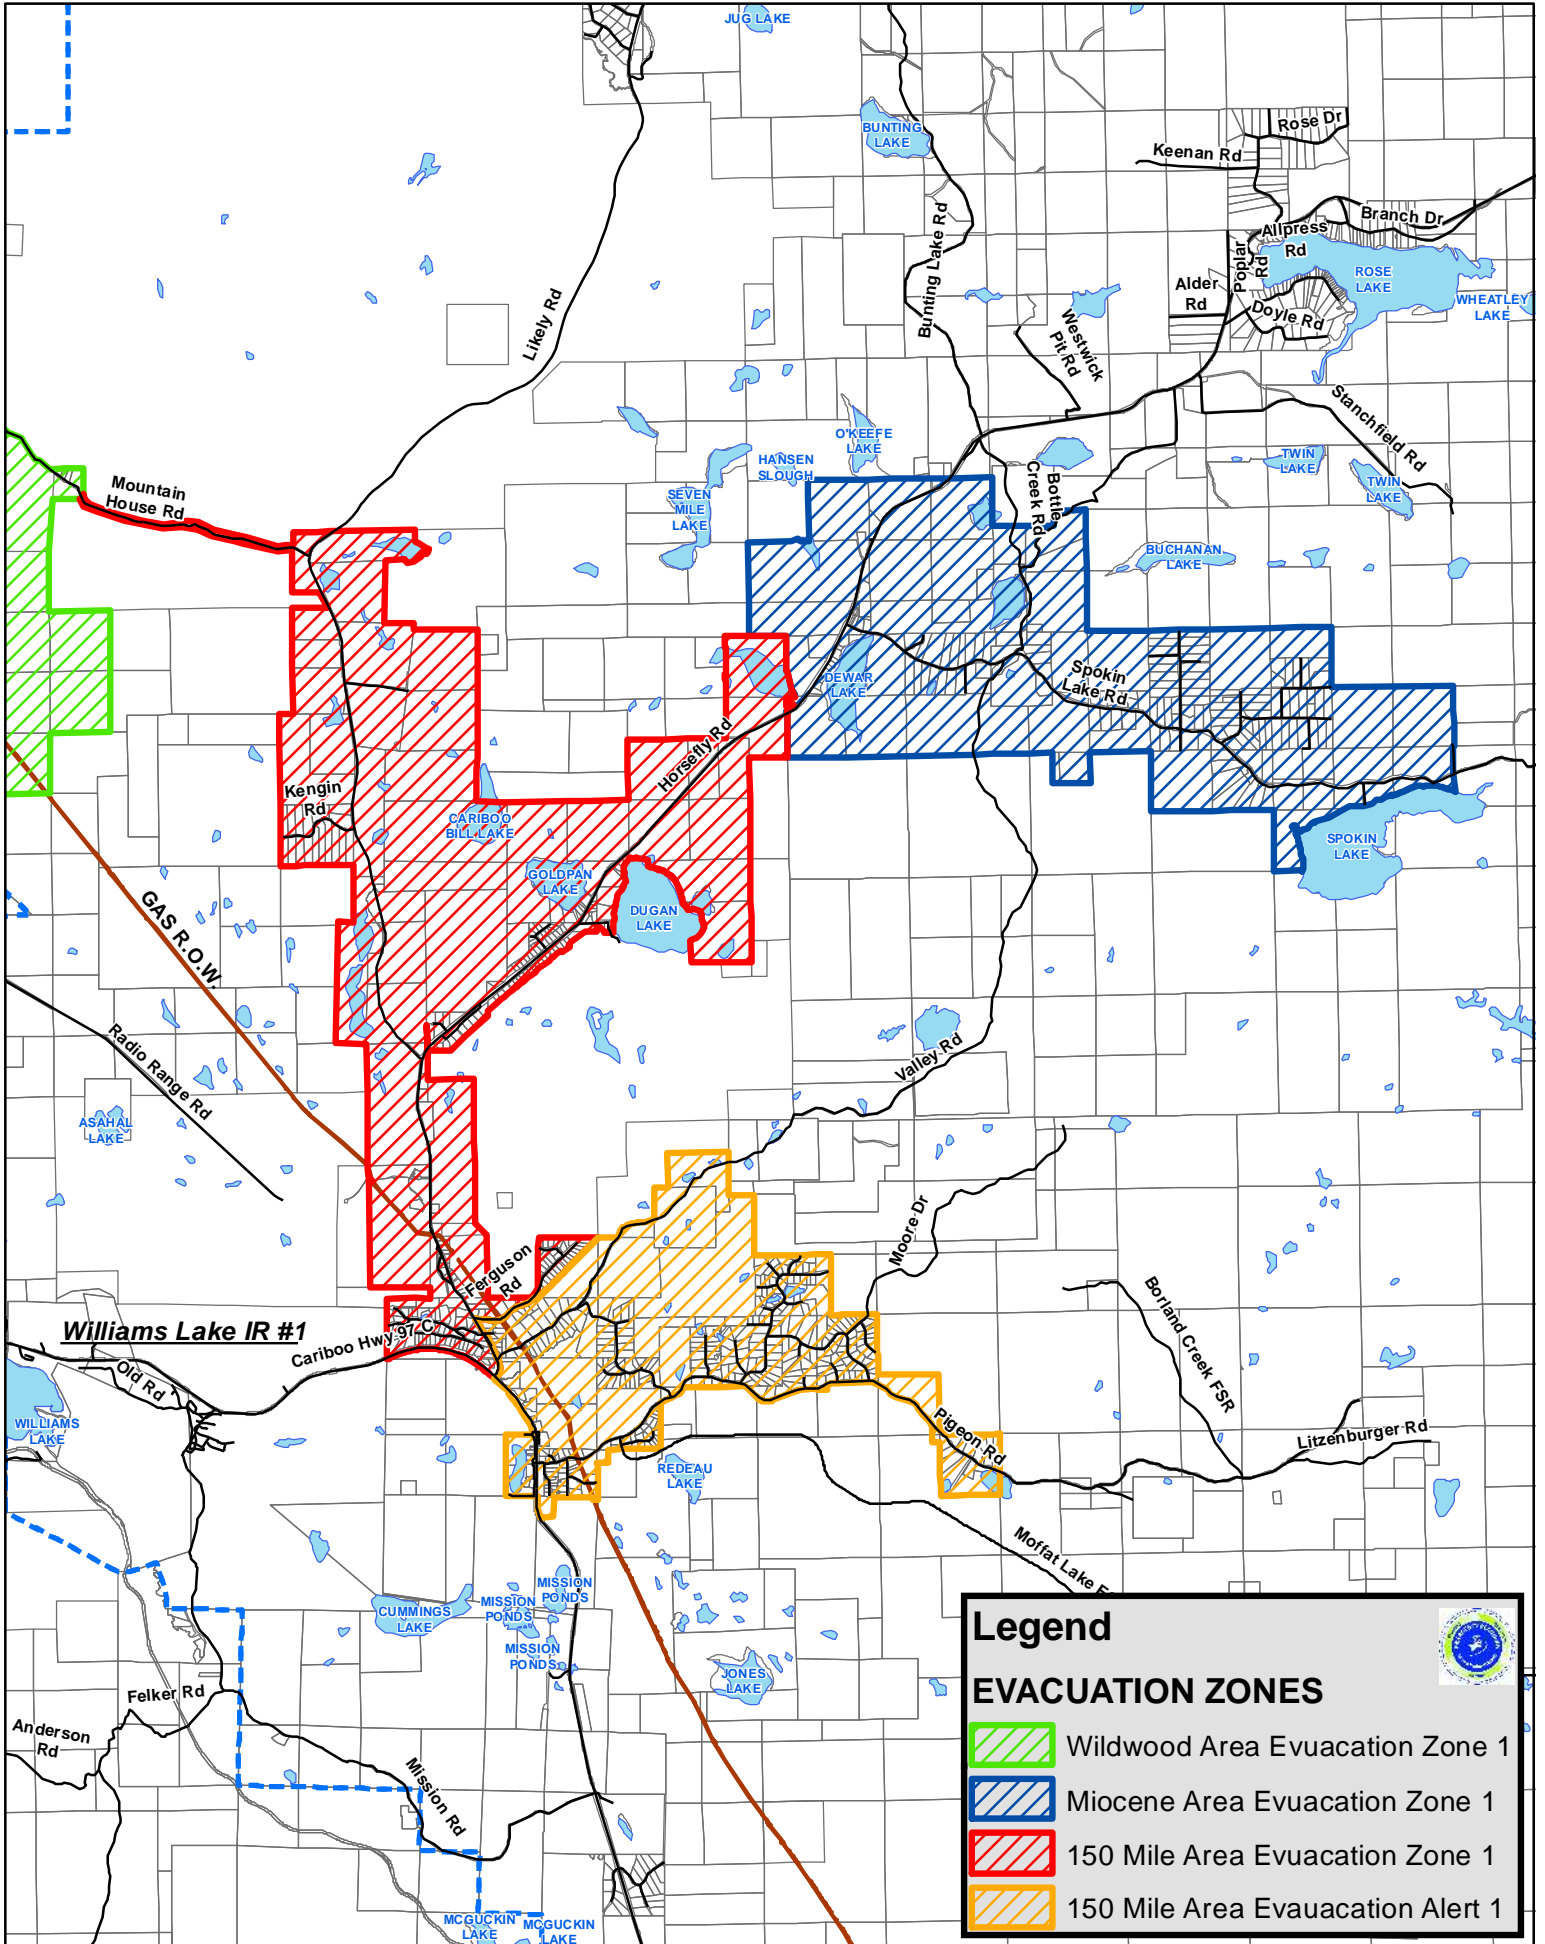 JUG LAKE
BUNTING
LAKE
Rose Dr
Keenan Rd
Branch Dr
Allpress
Rd
Poplar
Rd
ROSE
LAKE
Alder
Rd
Doyle Rd
WHEATLEY
LAKE
Bunting Lake Rd
Likely Rd
Westwick
Pit Rd
Stanchfield Rd
O'KEEFE
LAKE
HANSEN
SLOUGH
TWIN
LAKE
TWIN
LAKE
SEVEN
MILE
LAKE
Mountain
House Rd
Bottle
Creek Rd
BUCHANAN
LAKE
DEWAR
LAKE
Spokin
Lake Rd
Horsefly Rd
Kengin
Rd
CARIBOO
BILL LAKE
SPOKIN
LAKE
GOLDPAN
LAKE
DUGAN
LAKE
GAS R.O.W.
Radio Range Rd
Valley Rd
ASAHAL
LAKE
Moore Dr
Ferguson
Rd
Borland Creek FSR
Williams Lake IR #1
Cariboo Hwy 97 C
Old Rd
WILLIAMS
LAKE
Pigeon Rd
Litzenburger Rd
REDEAU
LAKE
Moffat Lake
MISSION
PONDS
MISSION
PONDS
MISSION
PONDS
CUMMINGS
LAKE
JONES
LAKE
Felker Rd
Anderson
Rd
Mission Rd
MCGUCKIN
LAKE
MCGUCKIN
LAKE
Legend
EVACUATION ZONES
Wildwood Area Evuacation Zone 1
Miocene Area Evuacation Zone 1
150 Mile Area Evuacation Zone 1
150 Mile Area Evauacation Alert 1